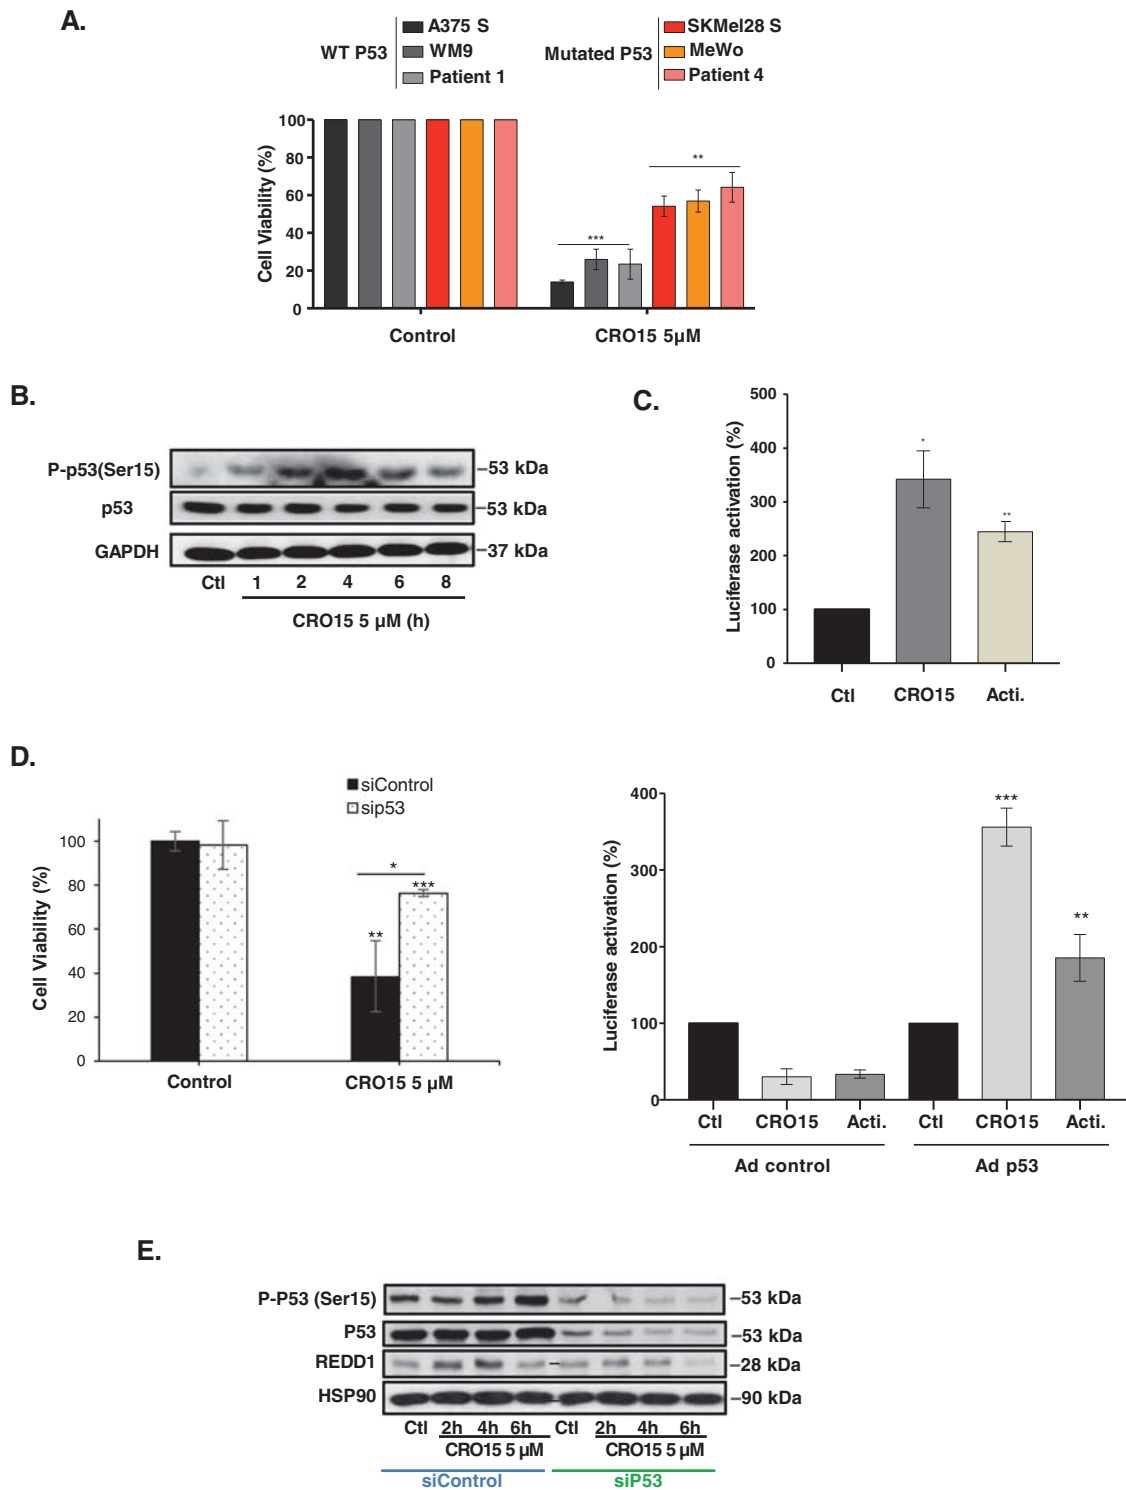 A.
WT P53
A375 S
WM9
Patient 1
Mutated P53
SKMel28 S
MeWo
Patient 4
Cell Viability (%)
100
80
60
40
20
0
***
**
Control
CRO15 5µM
B.
P-p53(Ser15)
–53 kDa
p53
–53 kDa
GAPDH
–37 kDa
Ctl 1 2 4 6 8
CRO15 5 µM (h)
C.
Luciferase activation (%)
500
400
300
200
100
0
*
**
Ctl CRO15 Acti.
D.
siControl
sip53
Cell Viability (%)
100
80
60
40
20
0
*
**
***
Control
CRO15 5 µM
Luciferase activation (%)
400
300
200
100
0
***
**
Ctl CRO15 Acti. Ctl CRO15 Acti.
Ad control
Ad p53
E.
P-P53 (Ser15)
–53 kDa
P53
–53 kDa
REDD1
–28 kDa
HSP90
–90 kDa
Ctl 2h 4h 6h Ctl 2h 4h 6h
CRO15 5 µM
CRO15 5 µM
siControl
siP53